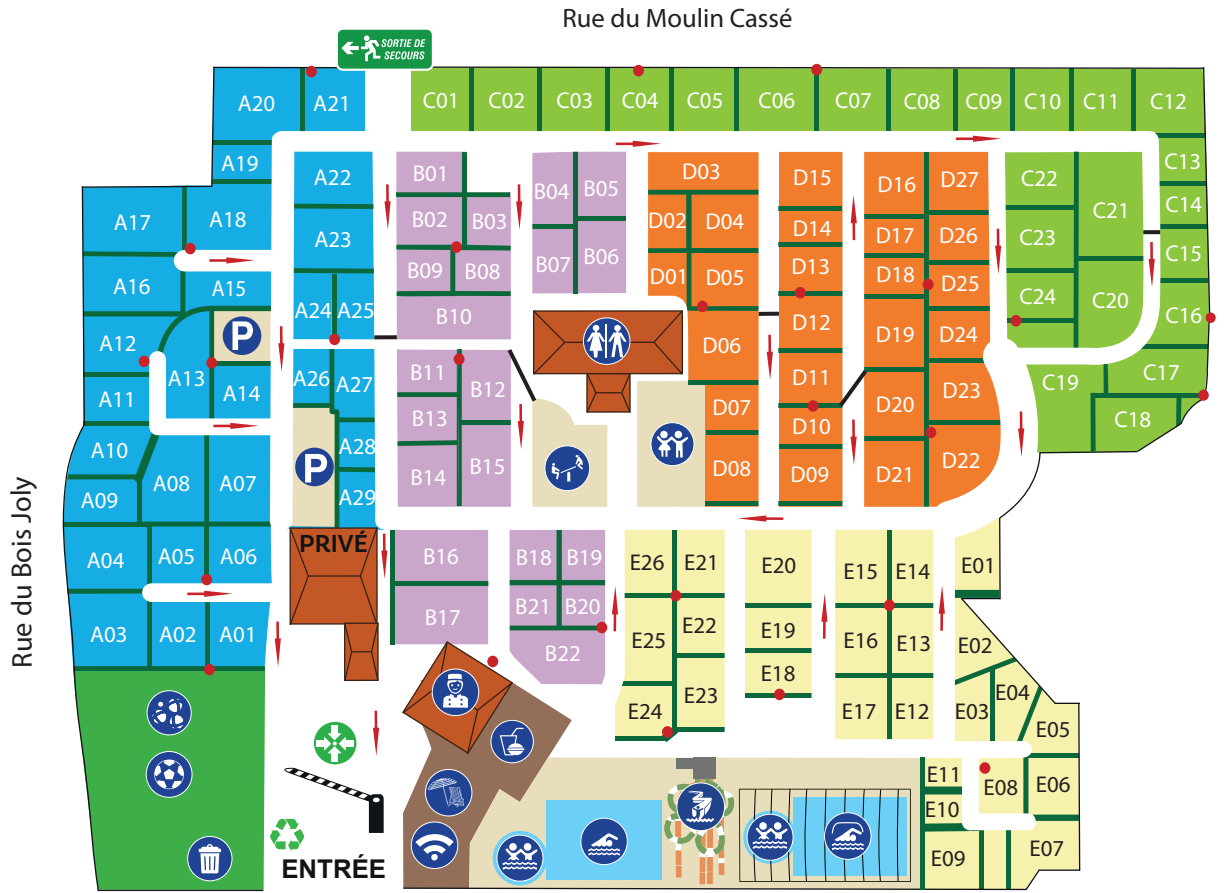 Rue du Moulin Cassé
SORTIE DE
SECOURS
A20 A21 C01 C02 C03 C04 C05 C06 C07 C08 C09 C10 C11 C12
A19 A22 B01 B04 B05 D03 D15 D16 D27 C22 C21 C13
A17 A18 A23 B02 B03 B07 B06 D02 D04 D14 D17 D26 C23 C14
A16 A15 A24 A25 B09 B08 D01 D05 D13 D18 D25 C24 C20 C15
A12 P B10 D06 D12 D19 D24 C16
A11 A13 A14 A26 A27 B11 B12 D11 D23 C19 C17
A10 A08 A07 P A28 B13 B15 D07 D10 D20 D22 C18
A09 A29 B14 D08 D09 D21
Rue du Bois Joly
PRIVÉ
A04 A05 A06 B16 B18 B19 E26 E21 E20 E15 E14 E01
A03 A02 A01 B17 B21 B20 E25 E22 E19 E16 E13 E02
B22 E24 E23 E18 E17 E12 E03 E04 E05
E11 E08 E06
E10
E09 E07
ENTRÉE